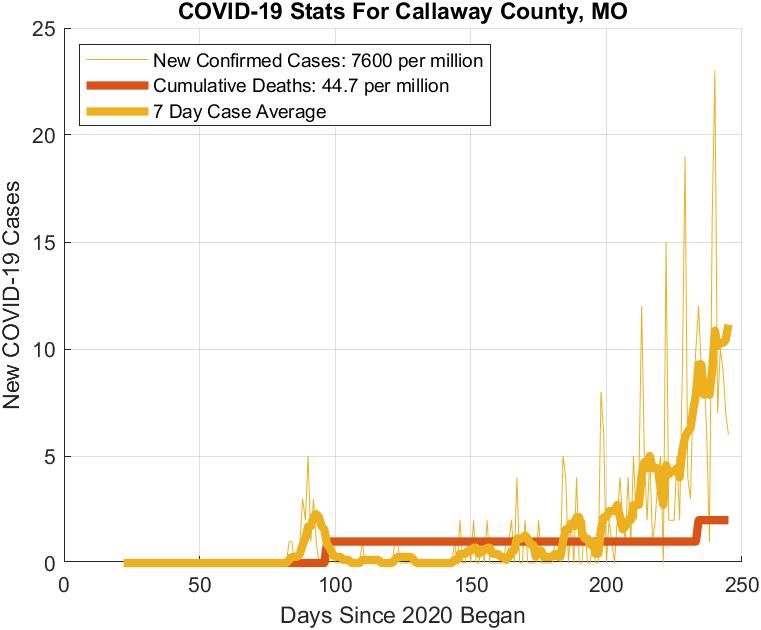 COVID-19 Stats For Callaway County, MO
New Confirmed Cases: 7600 per million
Cumulative Deaths: 44.7 per million
7 Day Case Average
New COVID-19 Cases
25
20
15
10
5
0
0 50 100 150 200 250
Days Since 2020 Began